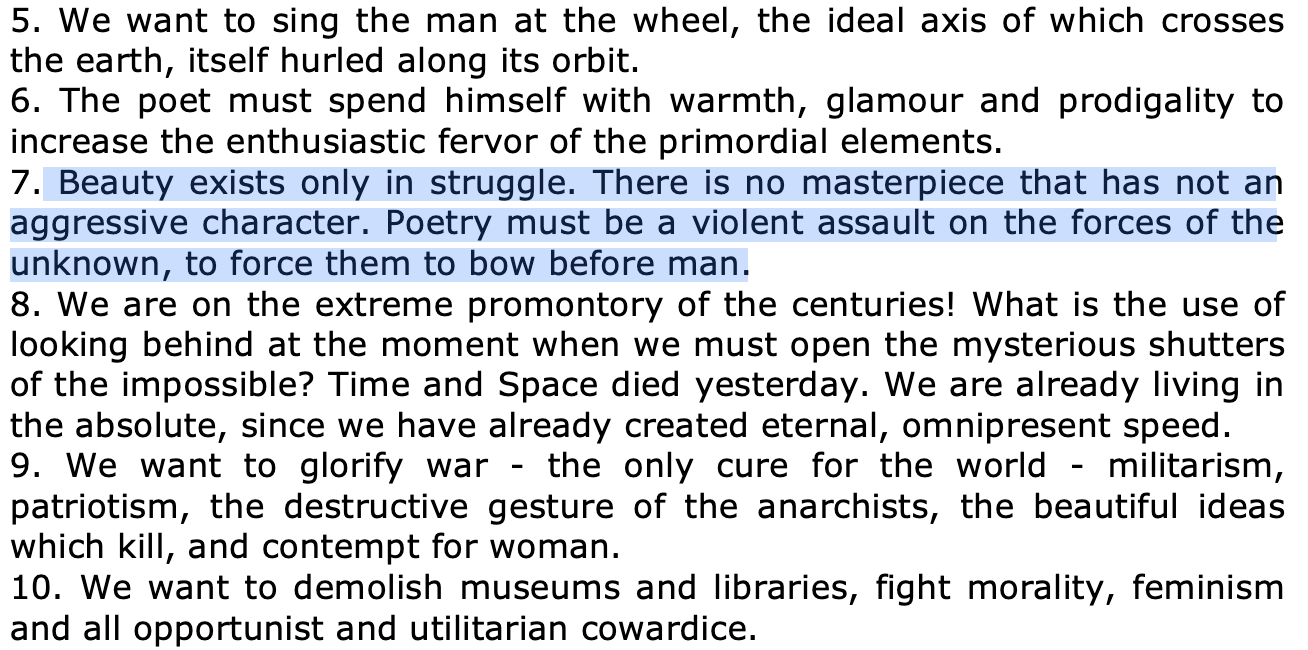 5. We want to sing the man at the wheel, the ideal axis of which crosses
the earth, itself hurled along its orbit.
6. The poet must spend himself with warmth, glamour and prodigality to
increase the enthusiastic fervor of the primordial elements.
7. Beauty exists only in struggle. There is no masterpiece that has not an
aggressive character. Poetry must be a violent assault on the forces of the
unknown, to force them to bow before man.
8. We are on the extreme promontory of the centuries! What is the use of
looking behind at the moment when we must open the mysterious shutters
of the impossible? Time and Space died yesterday. We are already living in
the absolute, since we have already created eternal, omnipresent speed.
9. We want to glorify war - the only cure for the world - militarism,
patriotism, the destructive gesture of the anarchists, the beautiful ideas
which kill, and contempt for woman.
10. We want to demolish museums and libraries, fight morality, feminism
and all opportunist and utilitarian cowardice.